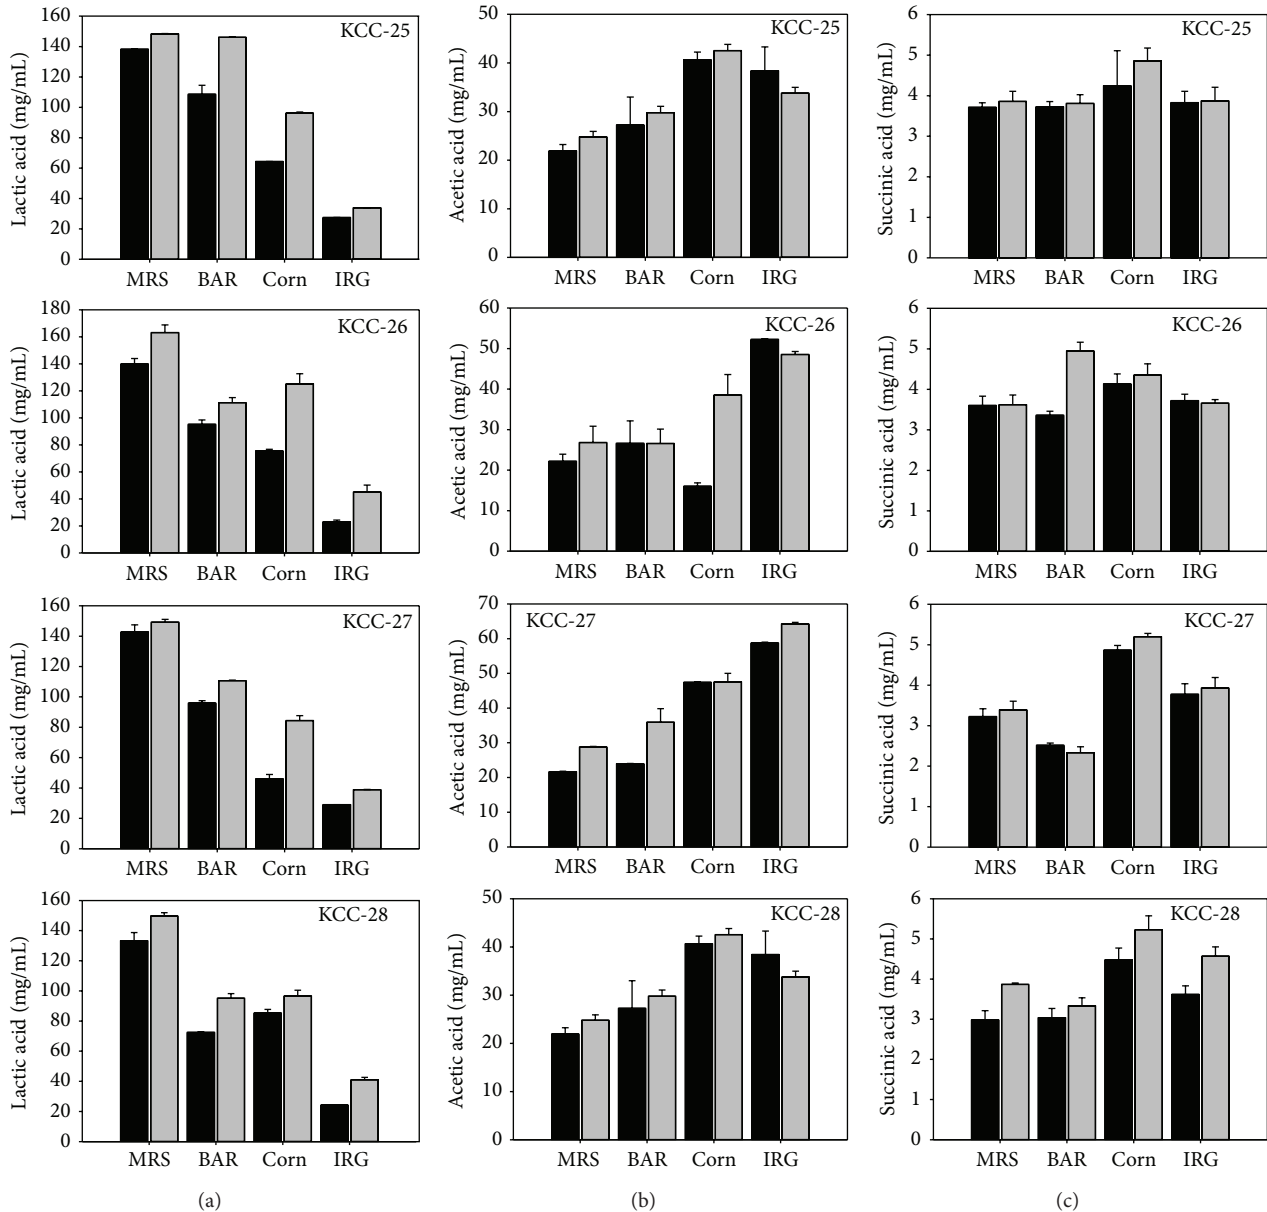 Lactic acid (mg/mL)
160
140
120
100
80
60
40
20
0
KCC-25
MRS BAR Corn IRG
Acetic acid (mg/mL)
50
40
30
20
10
0
KCC-25
MRS BAR Corn IRG
Succinic acid (mg/mL)
6
5
4
3
2
1
0
KCC-25
MRS BAR Corn IRG
Lactic acid (mg/mL)
180
160
140
120
100
80
60
40
20
0
KCC-26
MRS BAR Corn IRG
Acetic acid (mg/mL)
60
50
40
30
20
10
0
KCC-26
MRS BAR Corn IRG
Succinic acid (mg/mL)
6
5
4
3
2
1
0
KCC-26
MRS BAR Corn IRG
Lactic acid (mg/mL)
160
140
120
100
80
60
40
20
0
KCC-27
MRS BAR Corn IRG
Acetic acid (mg/mL)
70
60
50
40
30
20
10
0
KCC-27
MRS BAR Corn IRG
Succinic acid (mg/mL)
6
5
4
3
2
1
0
KCC-27
MRS BAR Corn IRG
Lactic acid (mg/mL)
160
140
120
100
80
60
40
20
0
KCC-28
MRS BAR Corn IRG
Acetic acid (mg/mL)
50
40
30
20
10
0
KCC-28
MRS BAR Corn IRG
Succinic acid (mg/mL)
6
5
4
3
2
1
0
KCC-28
MRS BAR Corn IRG
(a)
(b)
(c)